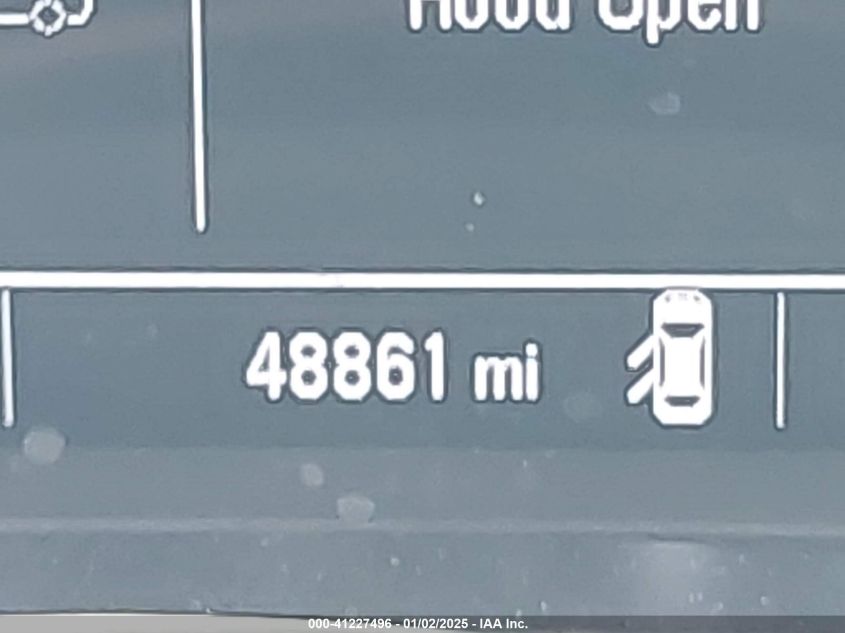 Hood Open
48861 mi
000-41227496 - 01/02/2025 - IAA Inc.